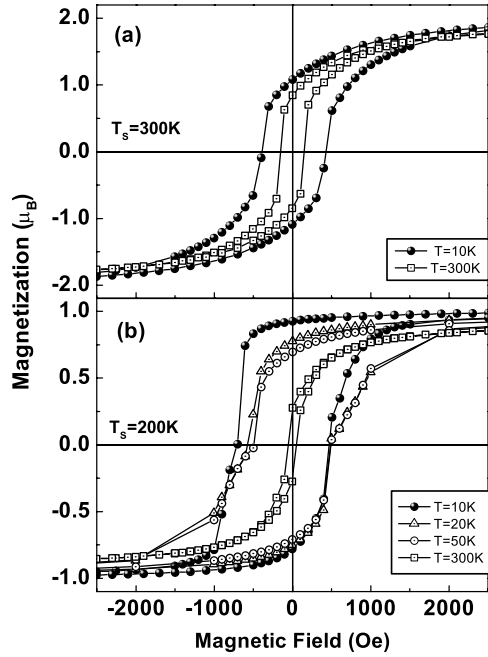 (a)
T_S=300K
T=10K
T=300K
2.0
1.0
0.0
-1.0
-2.0
Magnetization (μ_B)
(b)
T_S=200K
T=10K
T=20K
T=50K
T=300K
1.0
0.5
0.0
-0.5
-1.0
-2000 -1000 0 1000 2000
Magnetic Field (Oe)